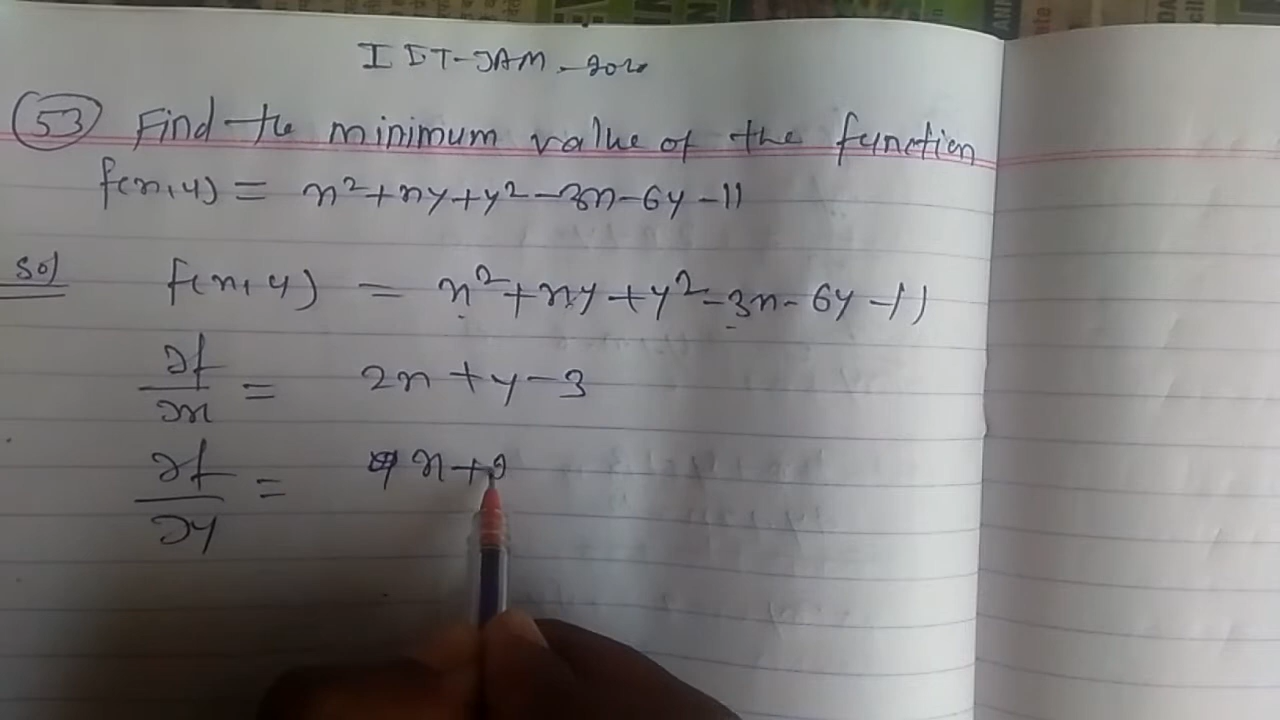 IIT-JAM-2020
53 Find the minimum value of the function
f(x,y) = x²+xy+y²-3x-6y-11
Sol f(x,y) = x²+xy+y²-3x-6y-11
∂f/∂x = 2x+y-3
∂f/∂y = x+2